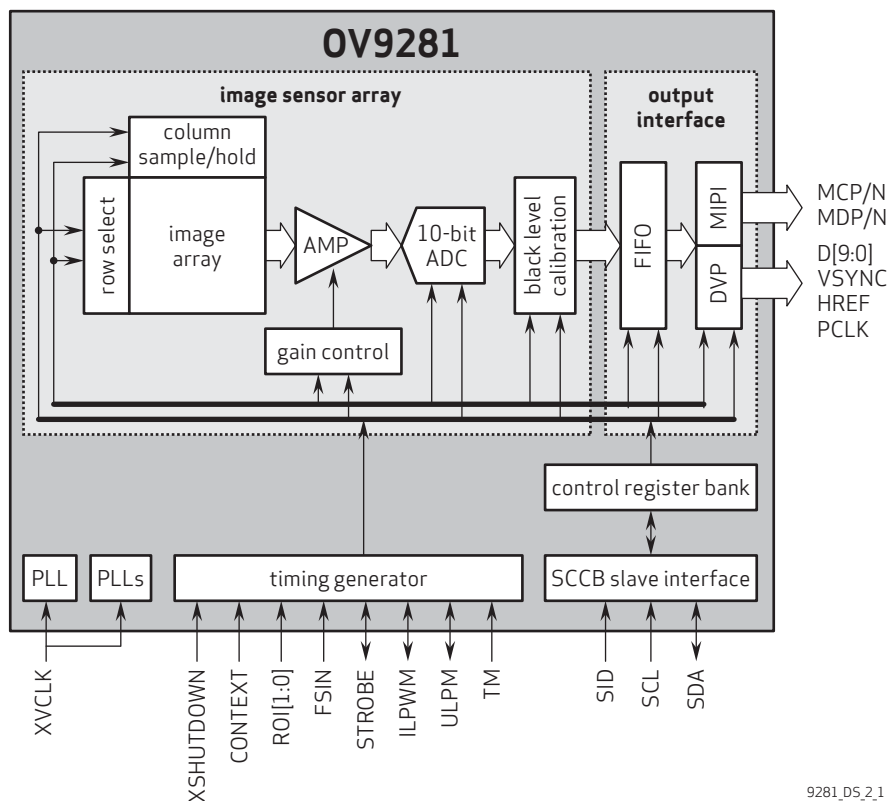 OV9281
image sensor array
output
interface
column
sample/hold
row select
image
array
AMP
10-bit
ADC
black level
calibration
FIFO
MIPI
DVP
MCP/N
MDP/N
D[9:0]
VSYNC
HREF
PCLK
gain control
control register bank
PLL
PLLs
timing generator
SCCB slave interface
XVCLK
XSHUTDOWN
CONTEXT
ROI[1:0]
FSIN
STROBE
ILPWM
ULPM
TM
SID
SCL
SDA
9281_DS_2_1